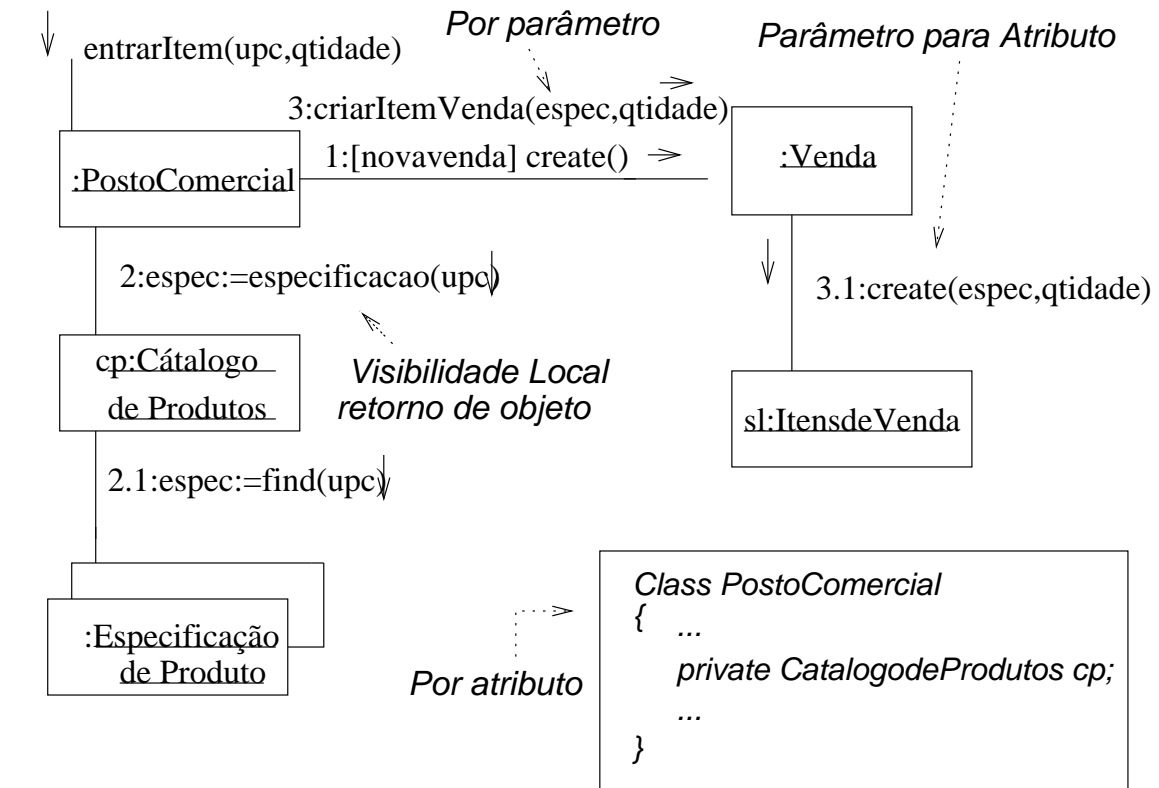 Por parâmetro
Parâmetro para Atributo
entrarItem(upc,qtidade)
3:criarItemVenda(espec,qtidade)
1:[novavenda] create()
:PostoComercial
:Venda
2:espec:=especificacao(upc)
3.1:create(espec,qtidade)
cp:Cátalogo
de Produtos
Visibilidade Local
retorno de objeto
sl:ItensdeVenda
2.1:espec:=find(upc)
:Especificação
de Produto
Por atributo
Class PostoComercial
{ ...
private CatalogodeProdutos cp;
...
}